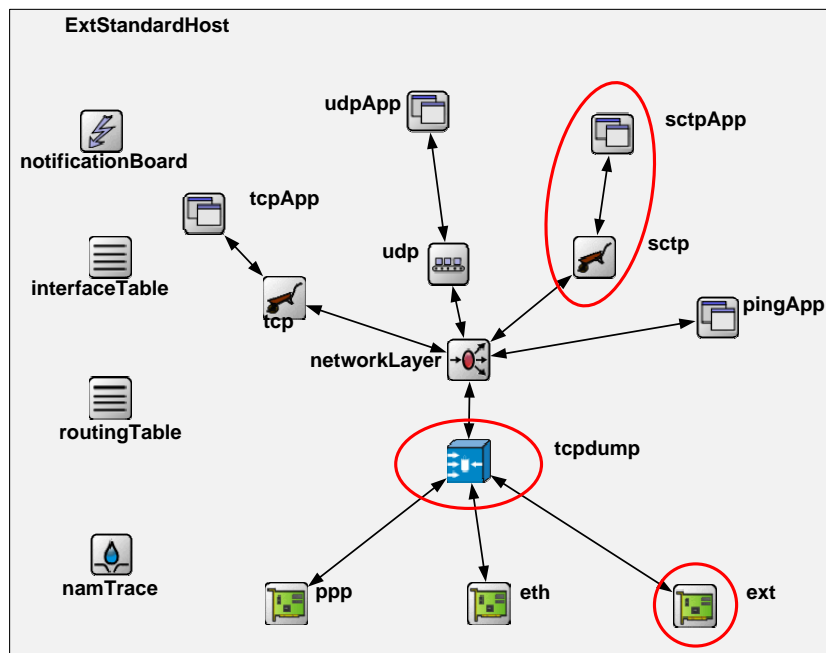 ExtStandardHost
udpApp
sctpApp
notificationBoard
tcpApp
udp
sctp
interfaceTable
tcp
pingApp
networkLayer
routingTable
tcpdump
namTrace
ppp
eth
ext